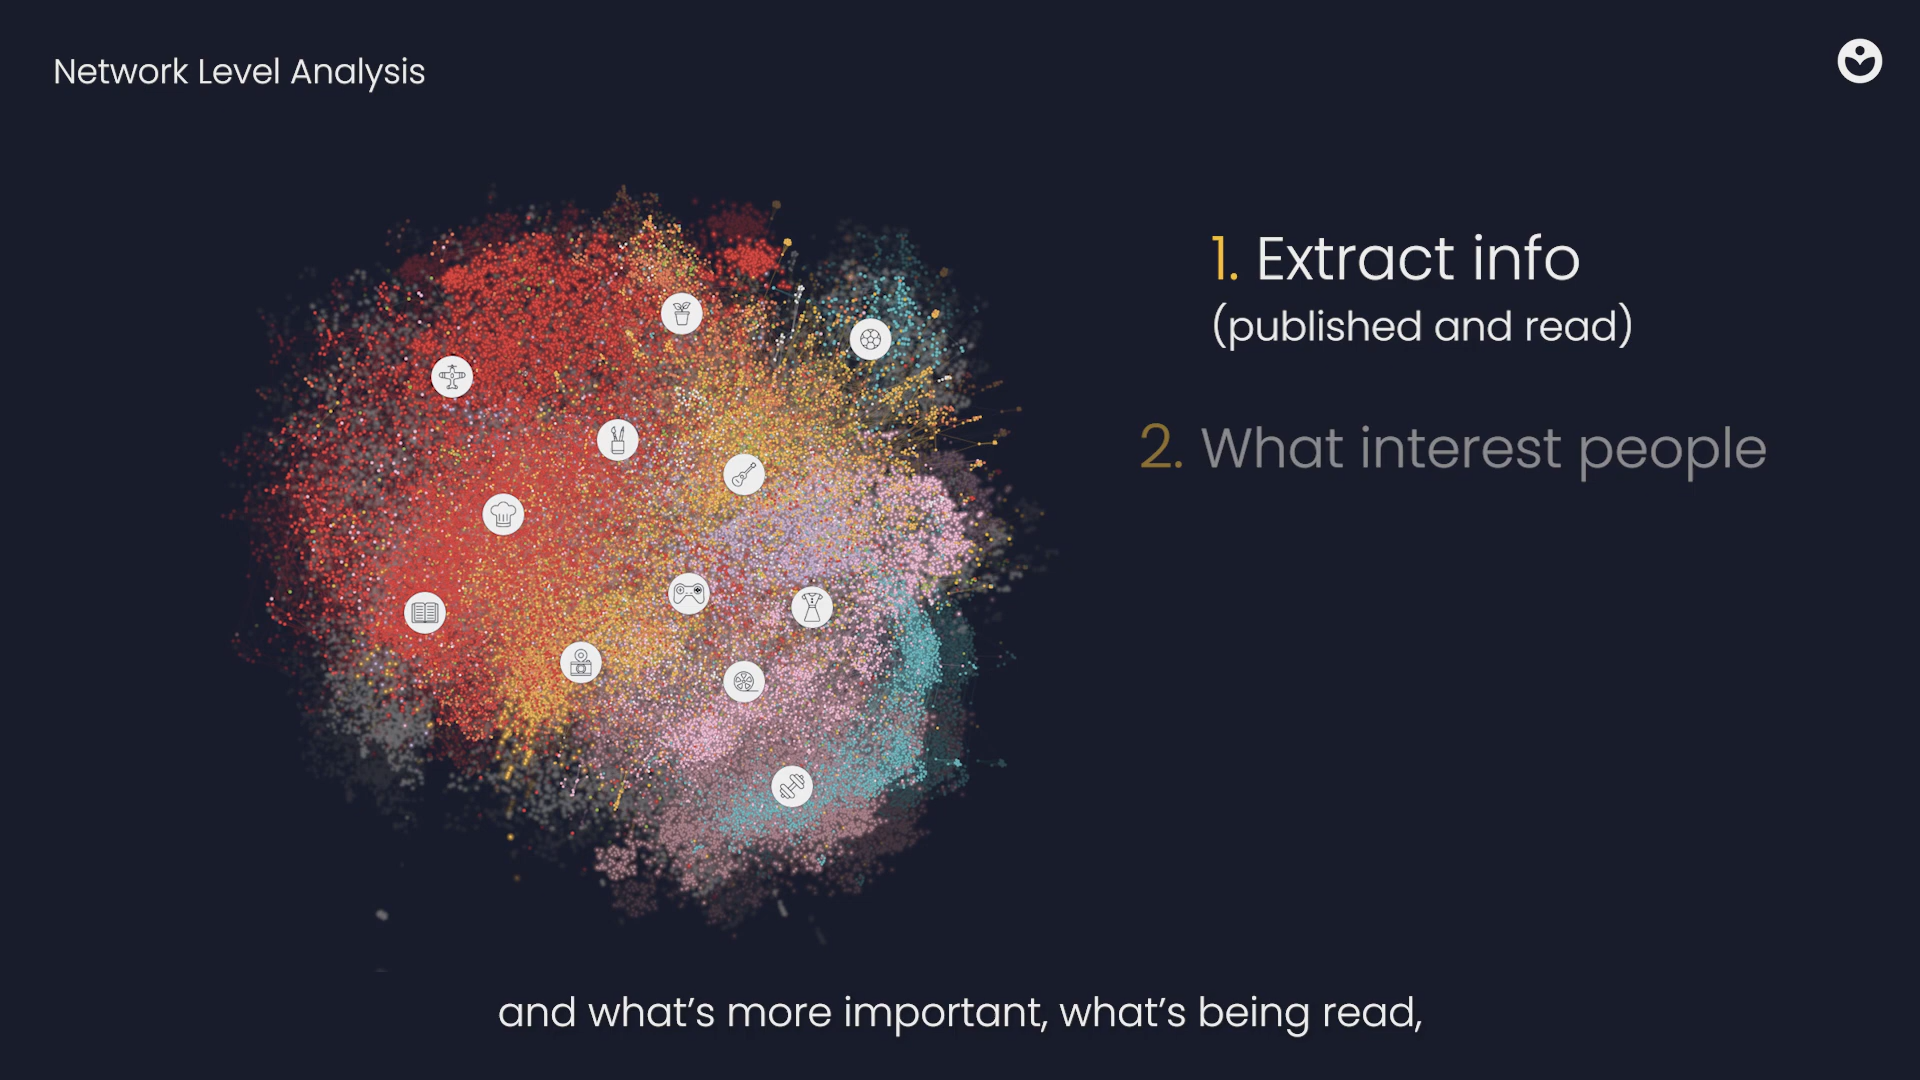 Network Level Analysis
1. Extract info
(published and read)
2. What interest people
and what’s more important, what’s being read,